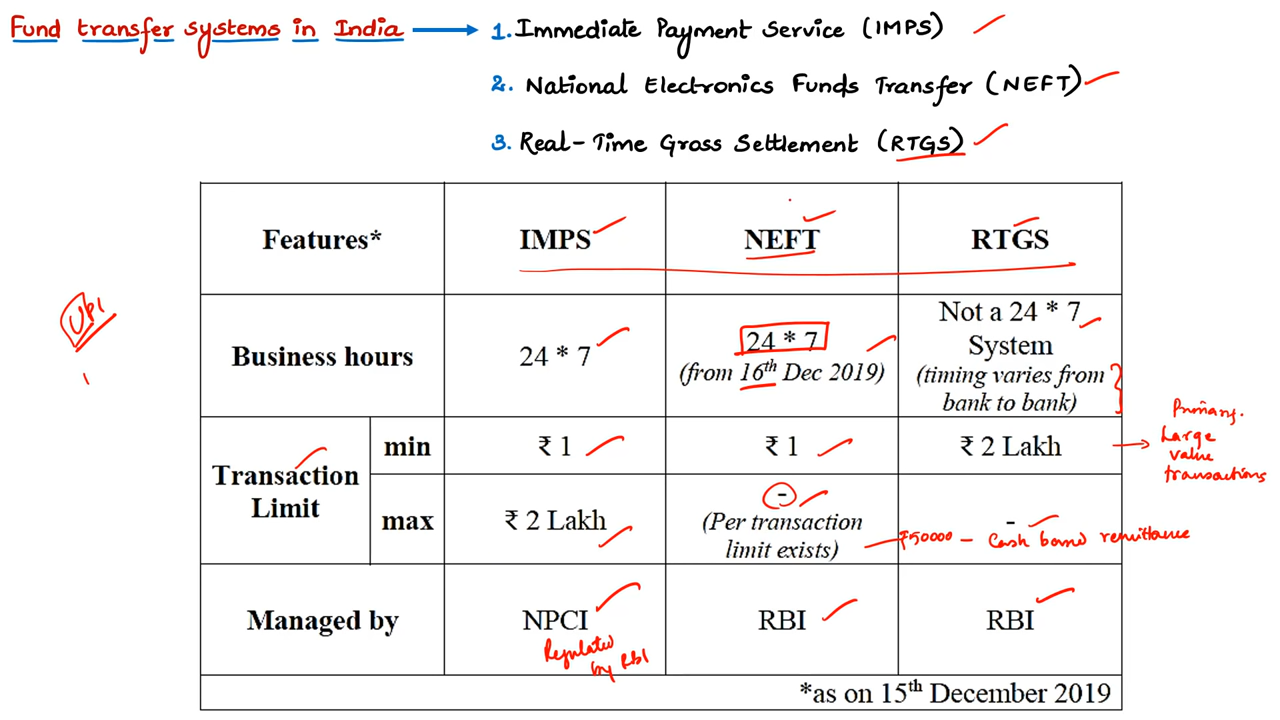 Fund transfer systems in India
1. Immediate Payment Service (IMPS)
2. National Electronics Funds Transfer (NEFT)
3. Real-Time Gross Settlement (RTGS)
Features* IMPS NEFT RTGS
UPI
Business hours
24 * 7
24 * 7
(from 16th Dec 2019)
Not a 24 * 7
System
(timing varies from
bank to bank)
Transaction
Limit
min ₹ 1 ₹ 1 ₹ 2 Lakh
Primary.
Large
value
transactions
max ₹ 2 Lakh
-
(Per transaction
limit exists)
-
₹50000 - Cash based remittance
Managed by NPCI RBI RBI
Regulated
by RBI
*as on 15th December 2019